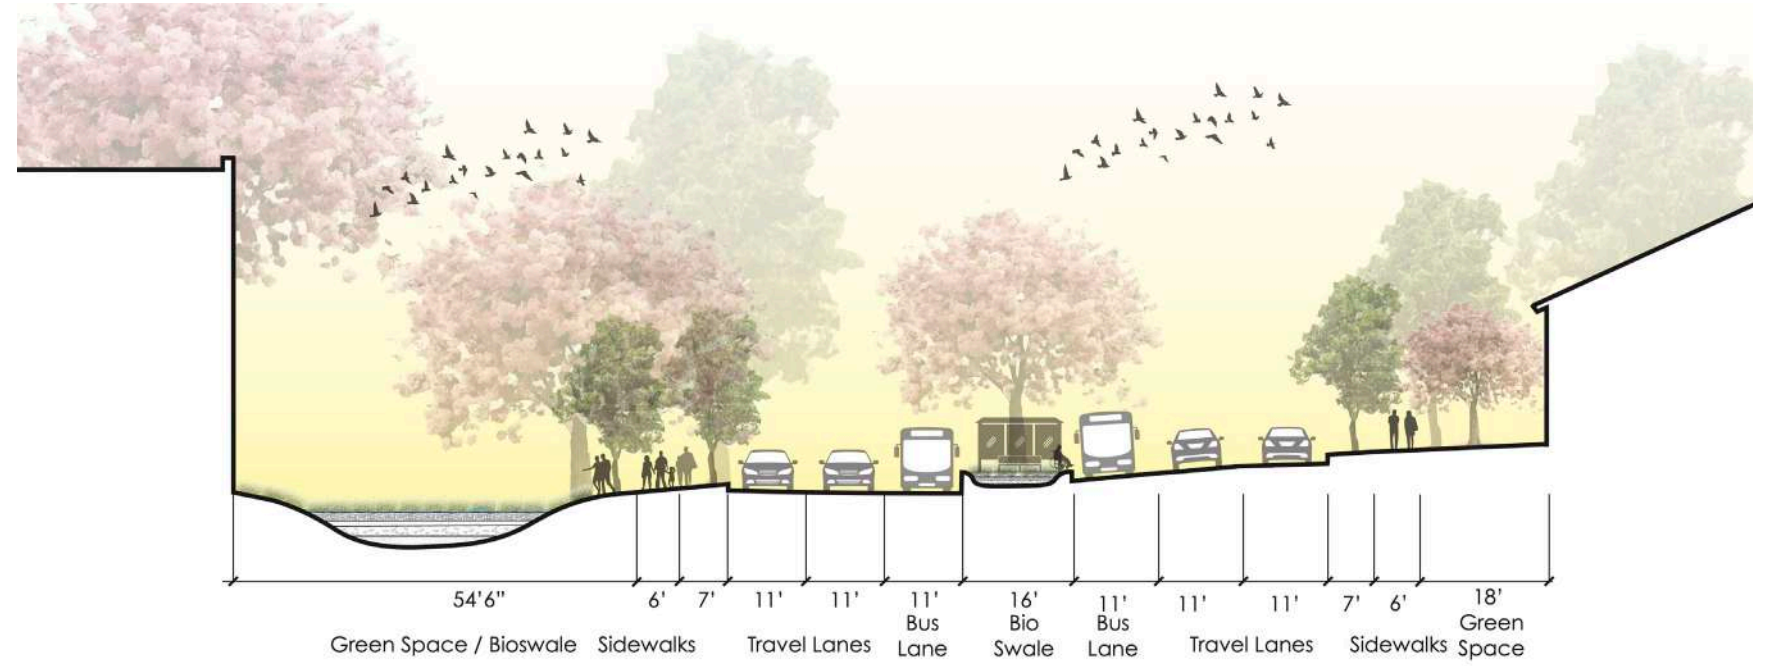 54'6" 6' 7' 11' 11' 11' 16' 11' 11' 11' 7' 6' 18'
Green Space / Bioswale Sidewalks Travel Lanes Bus Lane Bio Swale Bus Lane Travel Lanes Sidewalks Green Space